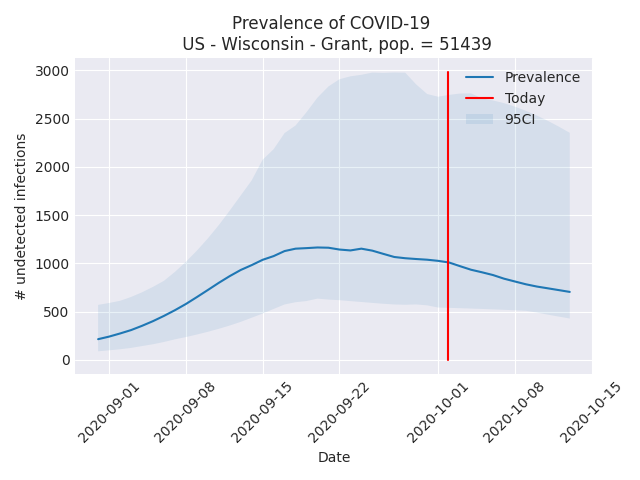 Prevalence of COVID-19
US - Wisconsin - Grant, pop. = 51439
3000
2500
2000
1500
1000
500
0
# undetected infections
Prevalence
Today
95CI
2020-09-01
2020-09-08
2020-09-15
2020-09-22
2020-10-01
2020-10-08
2020-10-15
Date